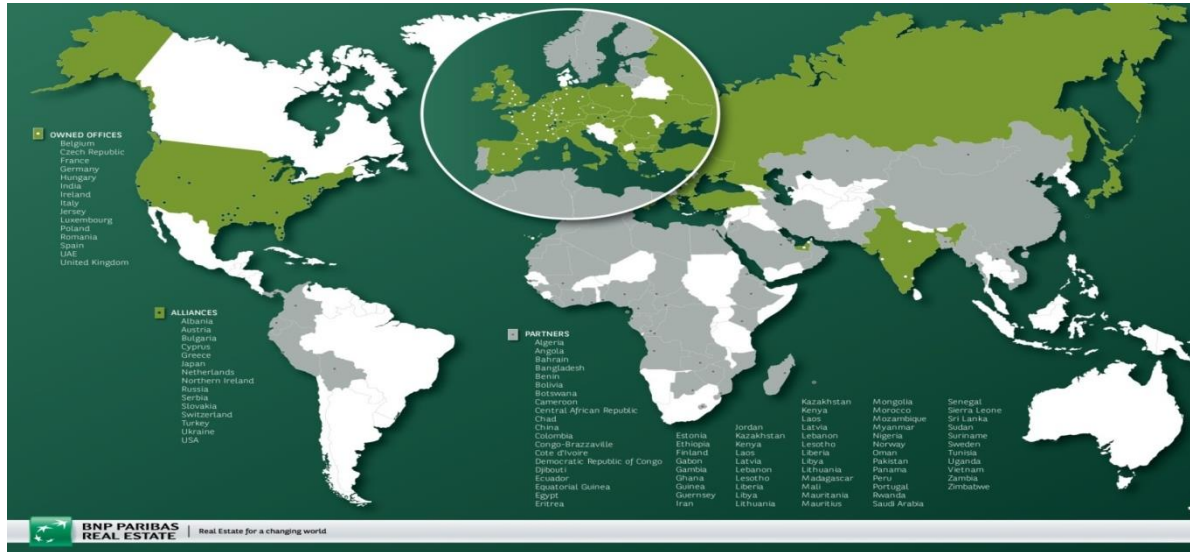 OWNED OFFICES
Belgium
Czech Republic
France
Germany
Hungary
India
Ireland
Italy
Jersey
Luxembourg
Poland
Romania
Spain
UAE
United Kingdom
ALLIANCES
Albania
Austria
Bulgaria
Cyprus
Greece
Japan
Netherlands
Northern Ireland
Russia
Serbia
Slovakia
Switzerland
Turkey
Ukraine
USA
PARTNERS
Algeria
Angola
Bahrain
Bangladesh
Benin
Bolivia
Botswana
Cameroon
Central African Republic
Chad
China
Colombia
Congo-Brazzaville
Cote d'Ivoire
Democratic Republic of Congo
Djibouti
Ecuador
Equatorial Guinea
Egypt
Eritrea
Estonia
Ethiopia
Finland
Gabon
Gambia
Ghana
Guinea
Guernsey
Iran
Jordan
Kazakhstan
Kenya
Laos
Latvia
Lebanon
Lesotho
Liberia
Libya
Lithuania
Kazakhstan
Kenya
Laos
Latvia
Lebanon
Lesotho
Liberia
Libya
Lithuania
Madagascar
Mali
Mauritania
Mauritius
Mongolia
Morocco
Mozambique
Myanmar
Nigeria
Norway
Oman
Pakistan
Panama
Peru
Portugal
Rwanda
Saudi Arabia
Senegal
Sierra Leone
Sri Lanka
Sudan
Suriname
Sweden
Tunisia
Uganda
Vietnam
Zambia
Zimbabwe
BNP PARIBAS
REAL ESTATE
Real Estate for a changing world